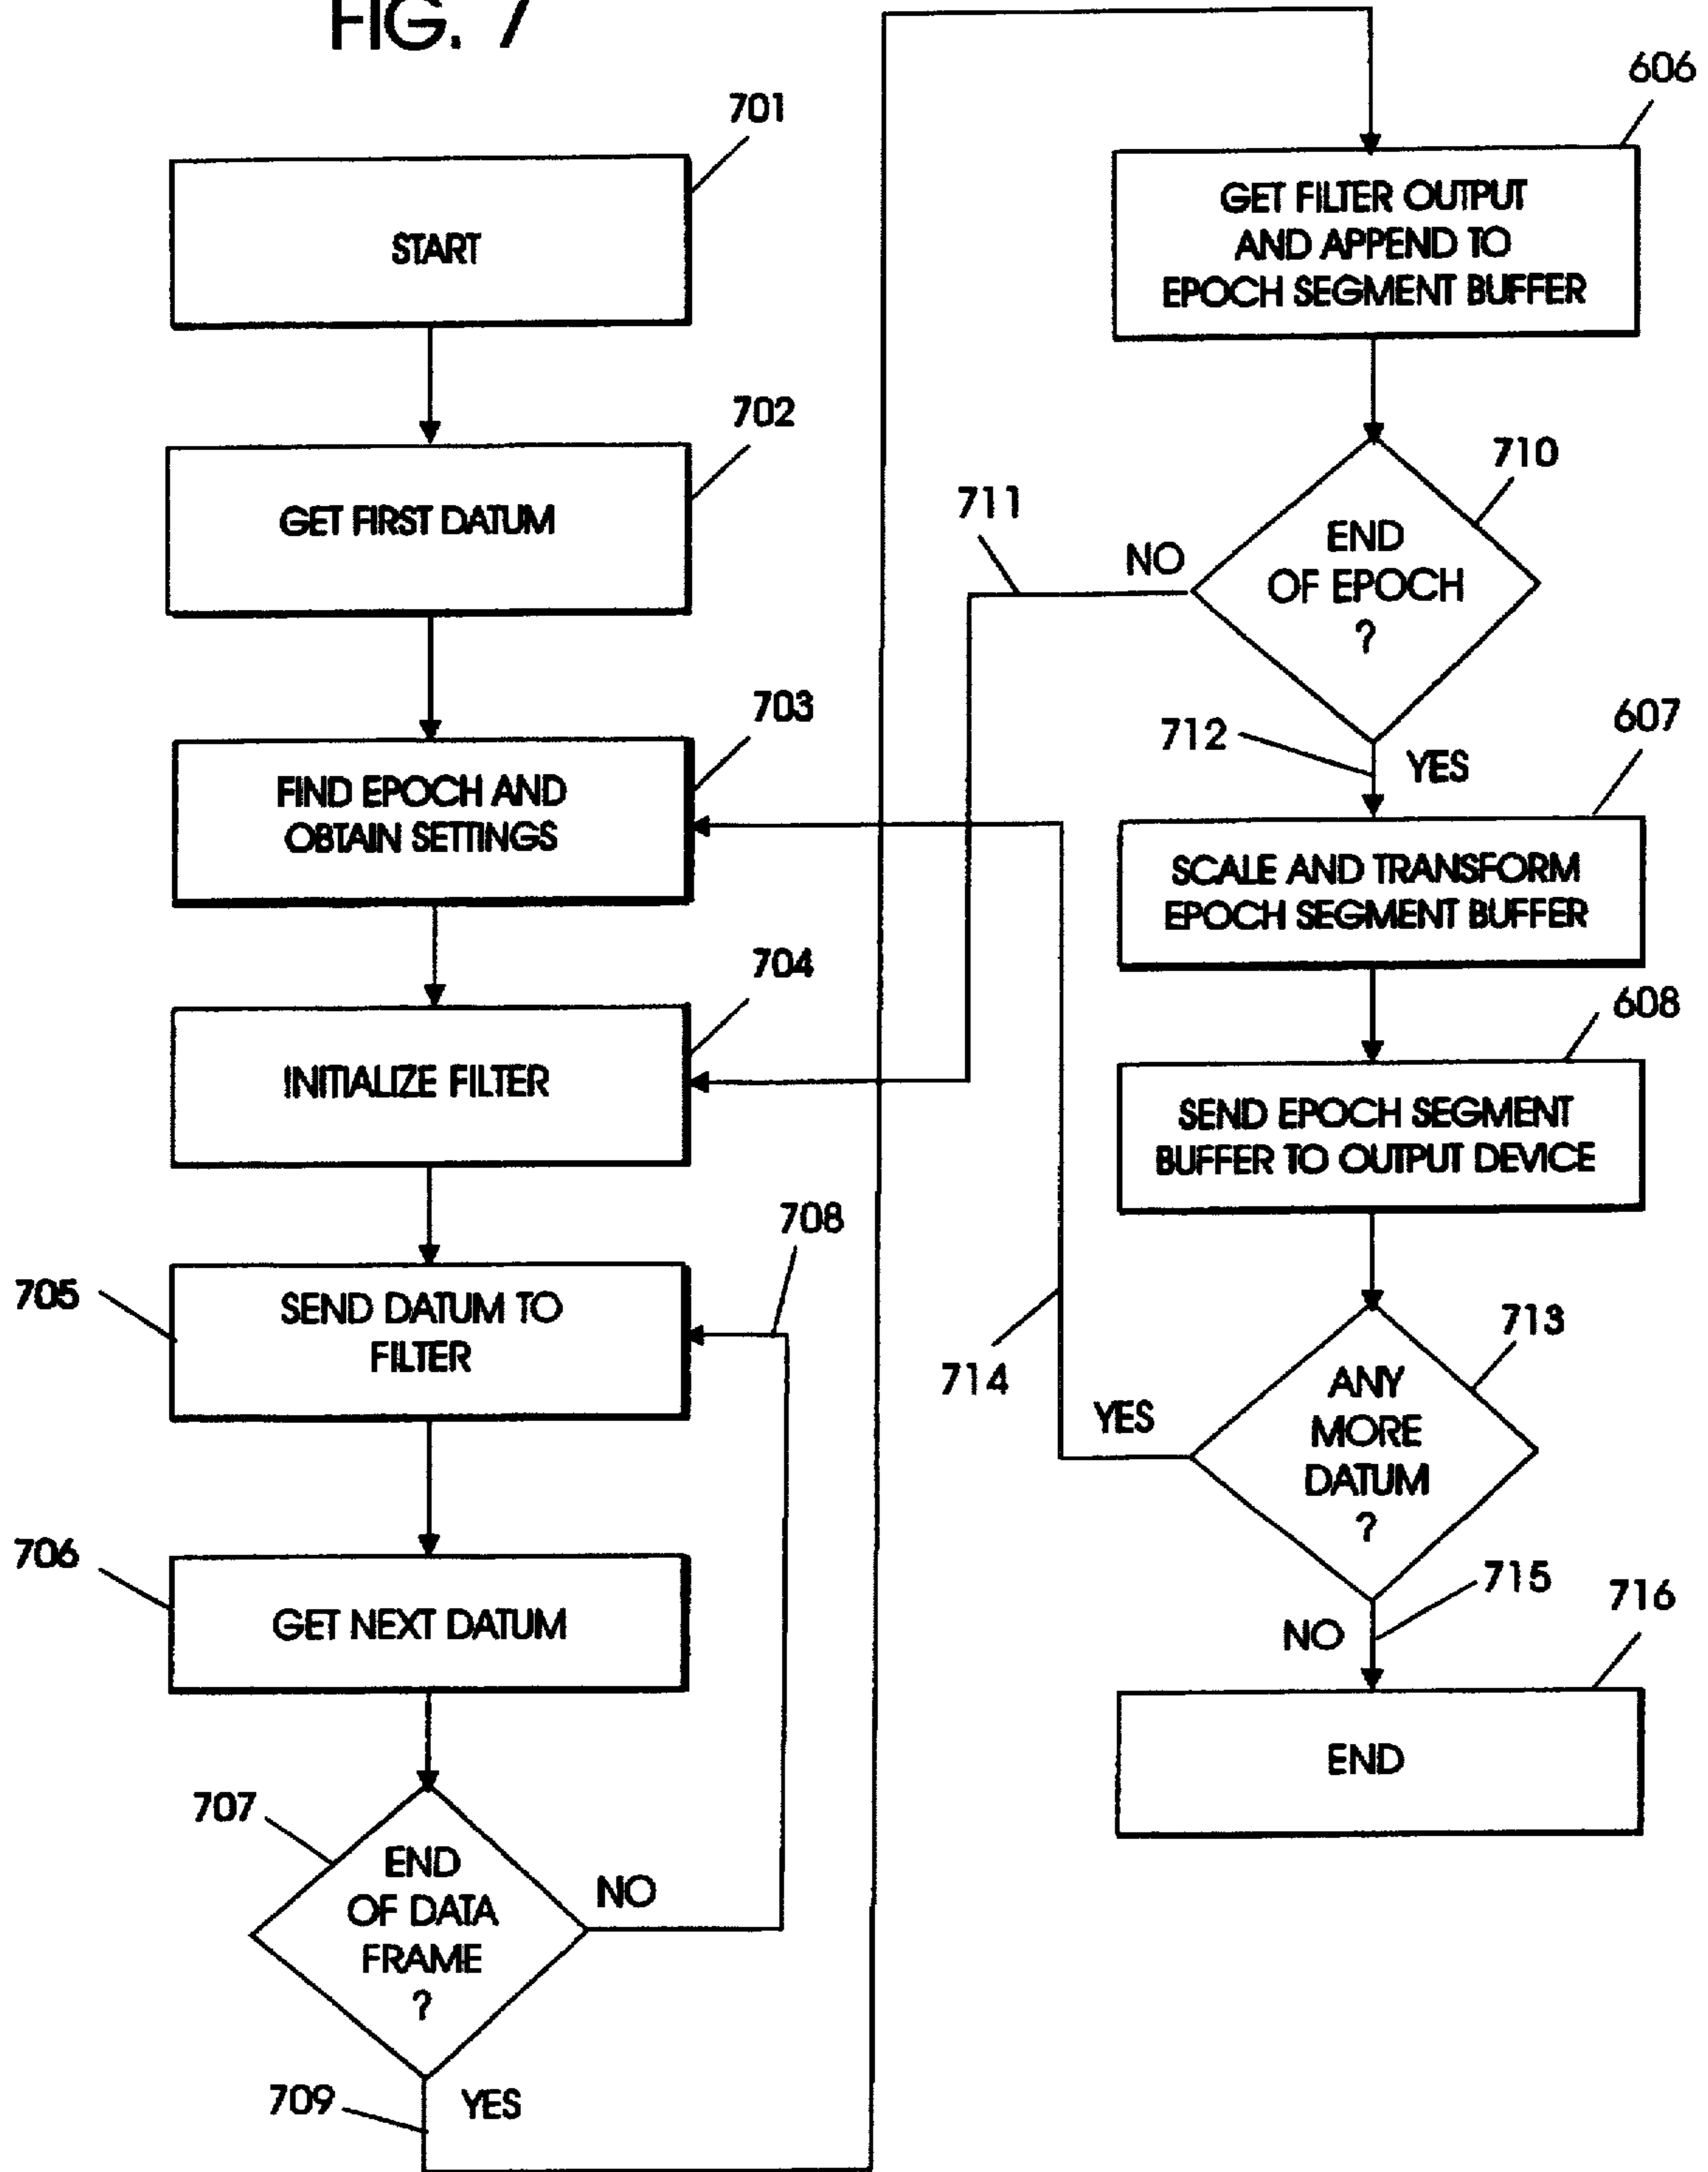 FIG. 7
701
START
702
GET FIRST DATUM
703
FIND EPOCH AND
OBTAIN SETTINGS
704
INITIALIZE FILTER
705
SEND DATUM TO
FILTER
708
706
GET NEXT DATUM
707
END
OF DATA
FRAME
?
NO
709
YES
606
GET FILTER OUTPUT
AND APPEND TO
EPOCH SEGMENT BUFFER
710
END
OF EPOCH
?
711
NO
712
YES
607
SCALE AND TRANSFORM
EPOCH SEGMENT BUFFER
608
SEND EPOCH SEGMENT
BUFFER TO OUTPUT DEVICE
713
ANY
MORE
DATUM
?
714
YES
715
NO
716
END